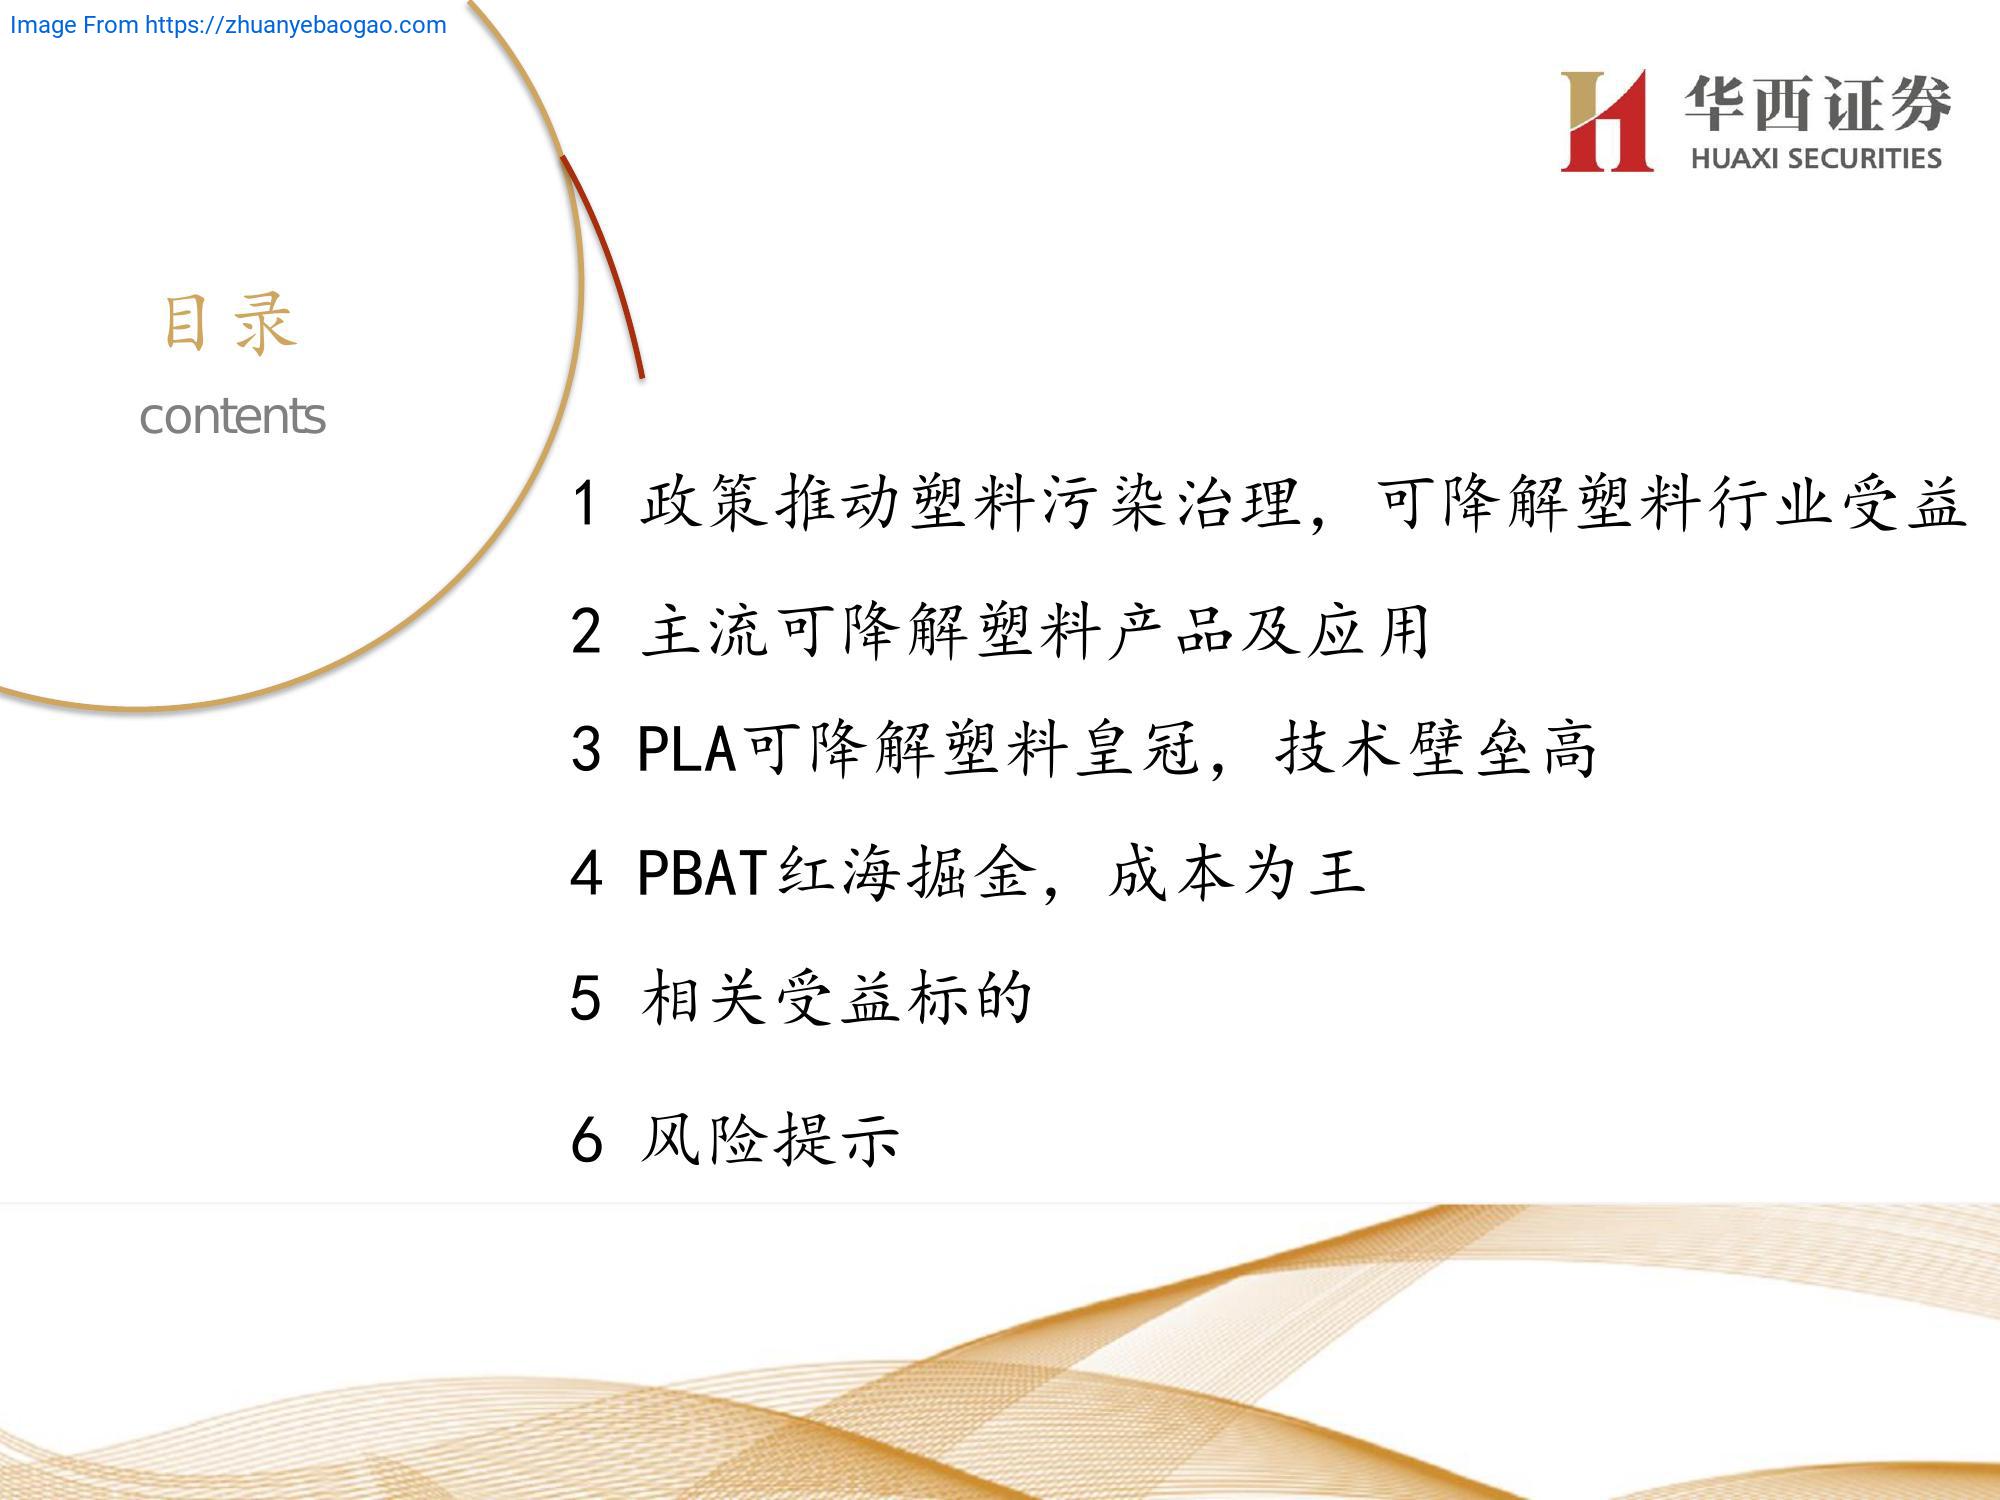 Image From https://zhuanyebaogao.com
华西证券
HUAXI SECURITIES
目录
contents
1 政策推动塑料污染治理，可降解塑料行业受益
2 主流可降解塑料产品及应用
3 PLA可降解塑料皇冠，技术壁垒高
4 PBAT红海掘金，成本为王
5 相关受益标的
6 风险提示